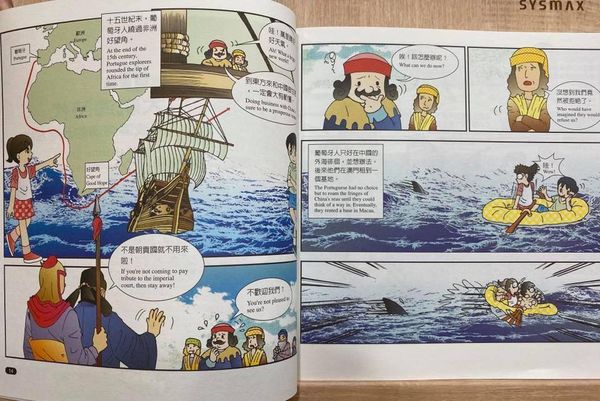 SYSMAX
十五世紀末，葡
萄牙人繞過非洲
好望角。
At the end of the
15th century,
Portugue explorers
rounded the tip of
Africa for the
first time.
葡萄牙
Portugal
歐洲
Europe
非洲
Africa
好望角
Cape of
Good Hope
哇！
好天氣，
new world!
到東方來和中國
一定會大有
Doing business with
sure to be a prosperous
不是朝貢國就不用來
啦！
If you're not coming to pay
tribute to the imperial
court, then stay away!
不歡迎我們？
You're not pleased to
see us?
14
唉！該怎麼辦呢？
What can we do now?
沒想到我們竟
然被拒絕了。
Who would have
imagined they would
refuse us?
葡萄牙人只好在中國的
外海徘徊，並想辦法，
後來他們在澳門租到一
個基地。
The Portuguese had no choice
but to roam the fringes of
China's seas until they could
think of a way in. Eventually,
they rented a base in Macau.
哇！
Wow!